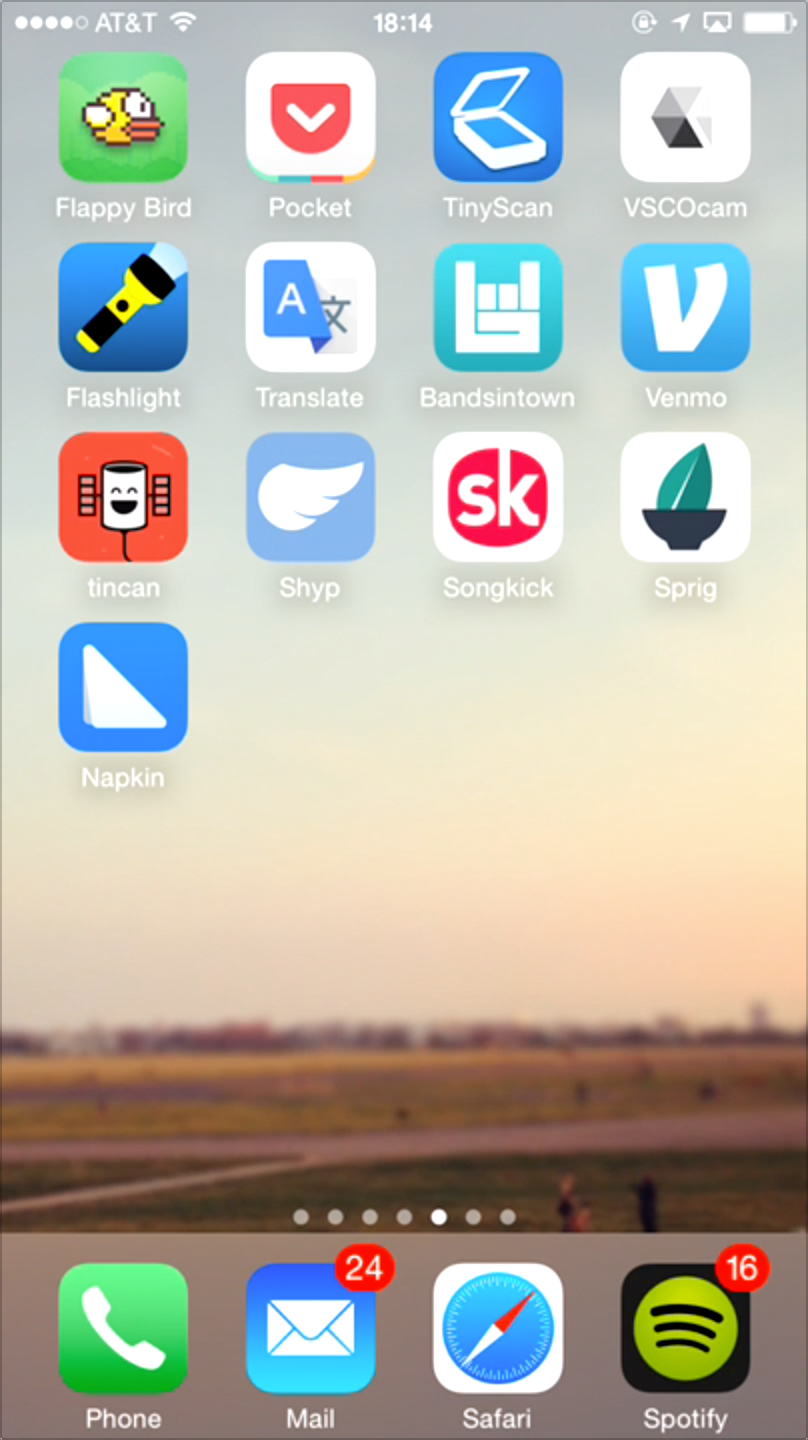 AT&T 18:14
Flappy Bird Pocket TinyScan VSCOcam
A 文
Flashlight Translate Bandsintown Venmo
sk
tincan Shyp Songkick Sprig
Napkin
24 16
Phone Mail Safari Spotify